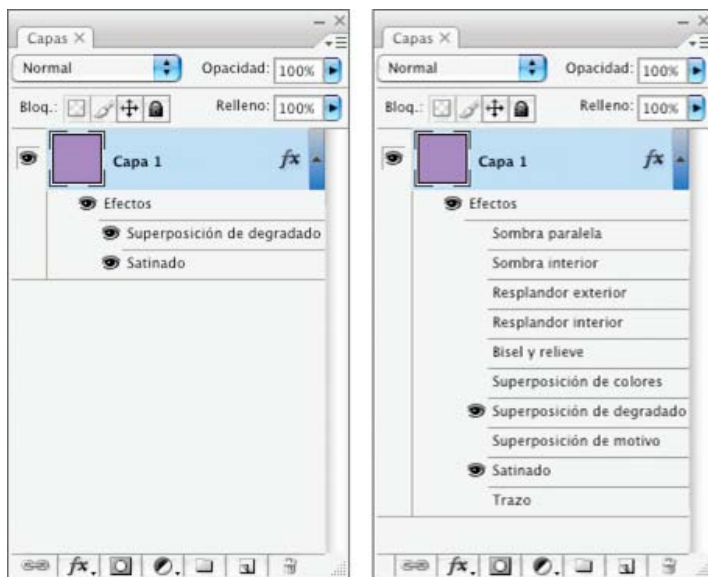 Capas
Normal
Opacidad: 100%
Bloq.:
Relleno: 100%
Capa 1
fx
Efectos
Superposición de degradado
Satinado
fx.
Capas
Normal
Opacidad: 100%
Bloq.:
Relleno: 100%
Capa 1
fx
Efectos
Sombra paralela
Sombra interior
Resplandor exterior
Resplandor interior
Bisel y relieve
Superposición de colores
Superposición de degradado
Superposición de motivo
Satinado
Trazo
fx.